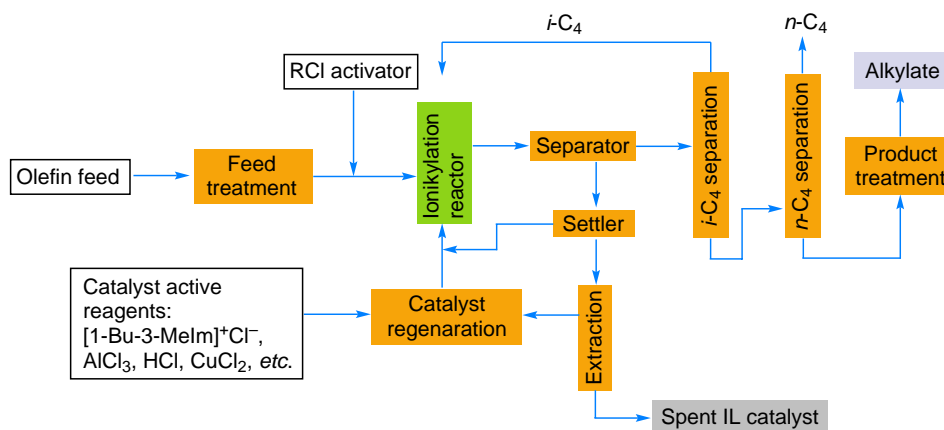 i-C₄
n-C₄
RCl activator
Alkylate
Olefin feed
Feed
treatment
Ionikylation
reactor
Separator
Settler
i-C₄ separation
n-C₄ separation
Product
treatment
Catalyst active
reagents:
[1-Bu-3-MeIm]⁺Cl⁻,
AlCl₃, HCl, CuCl₂, etc.
Catalyst
regenaration
Extraction
Spent IL catalyst